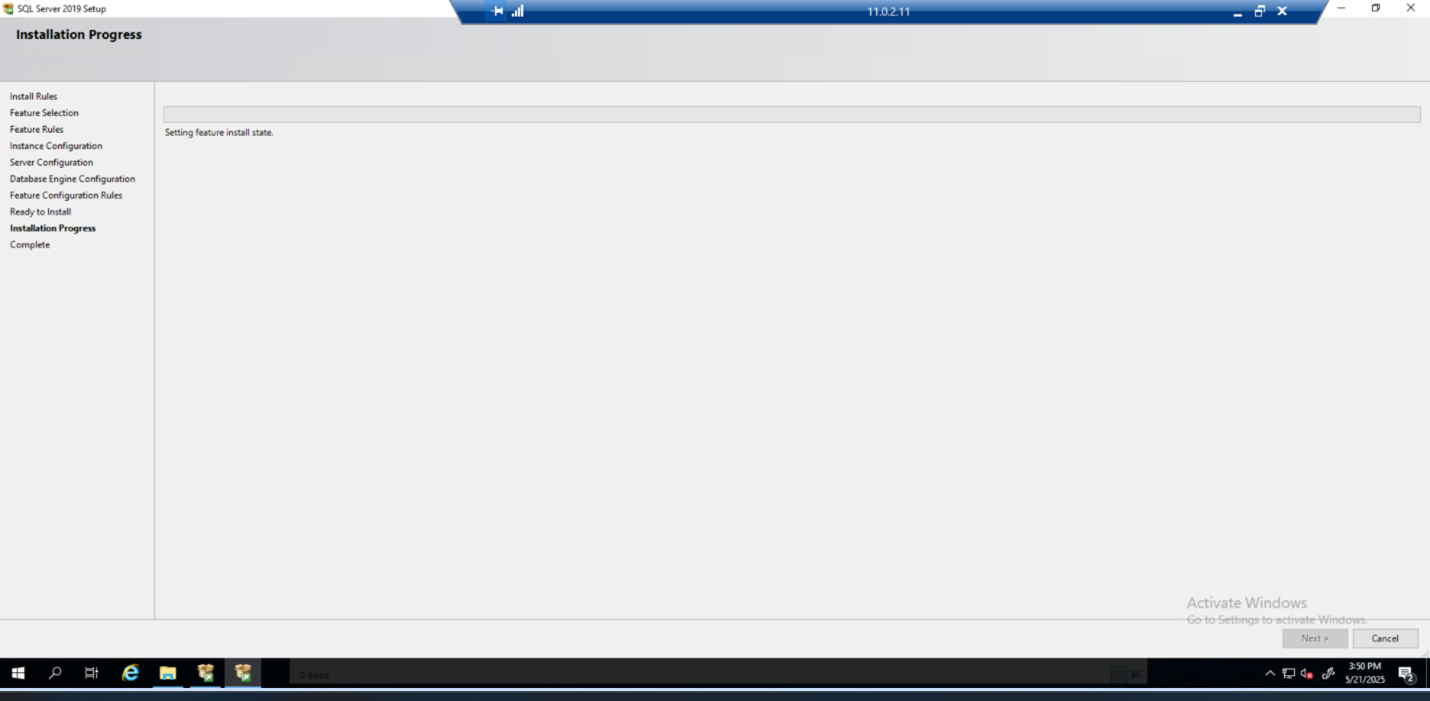 SQL Server 2019 Setup
11.0.2.11
Installation Progress
Install Rules
Feature Selection
Feature Rules
Instance Configuration
Server Configuration
Database Engine Configuration
Feature Configuration Rules
Ready to Install
Installation Progress
Complete
Setting feature install state.
Activate Windows
Go to Settings to activate Windows.
Next >
Cancel
0 items
3:50 PM
5/21/2025
2